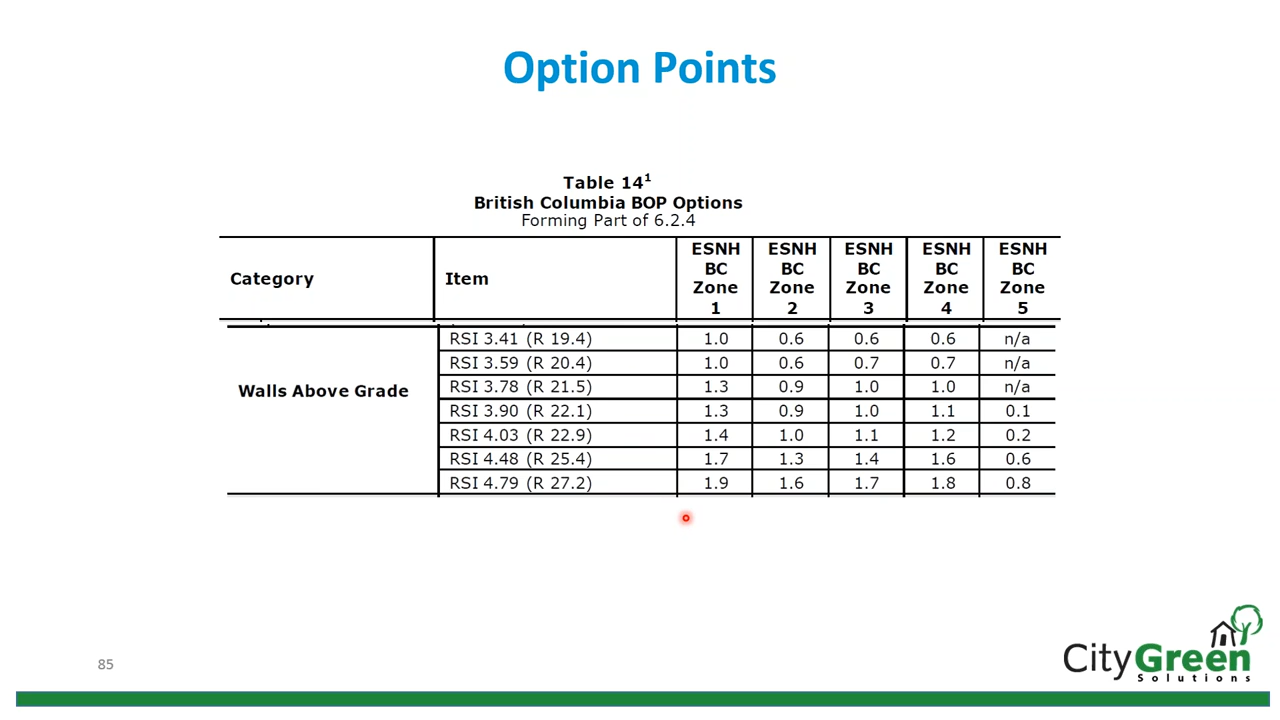 Option Points
Table 14¹
British Columbia BOP Options
Forming Part of 6.2.4
Category Item ESNH BC Zone 1 ESNH BC Zone 2 ESNH BC Zone 3 ESNH BC Zone 4 ESNH BC Zone 5
Walls Above Grade
RSI 3.41 (R 19.4) 1.0 0.6 0.6 0.6 n/a
RSI 3.59 (R 20.4) 1.0 0.6 0.7 0.7 n/a
RSI 3.78 (R 21.5) 1.3 0.9 1.0 1.0 n/a
RSI 3.90 (R 22.1) 1.3 0.9 1.0 1.1 0.1
RSI 4.03 (R 22.9) 1.4 1.0 1.1 1.2 0.2
RSI 4.48 (R 25.4) 1.7 1.3 1.4 1.6 0.6
RSI 4.79 (R 27.2) 1.9 1.6 1.7 1.8 0.8
85
CityGreen
Solutions